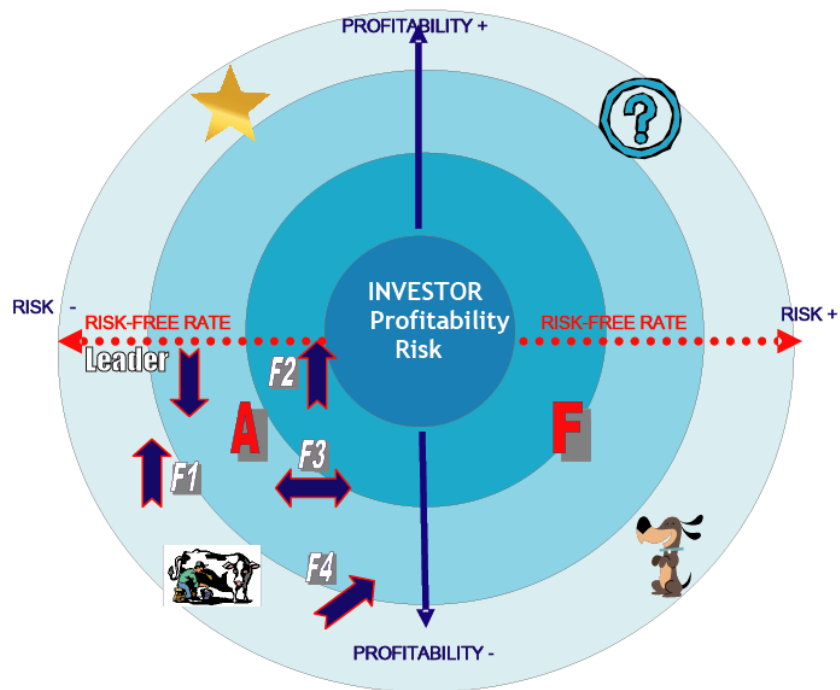 PROFITABILITY +
?
INVESTOR
Profitability
Risk
RISK -
RISK-FREE RATE
RISK-FREE RATE
RISK +
Leader
F2
A
F
F3
F1
F4
PROFITABILITY -